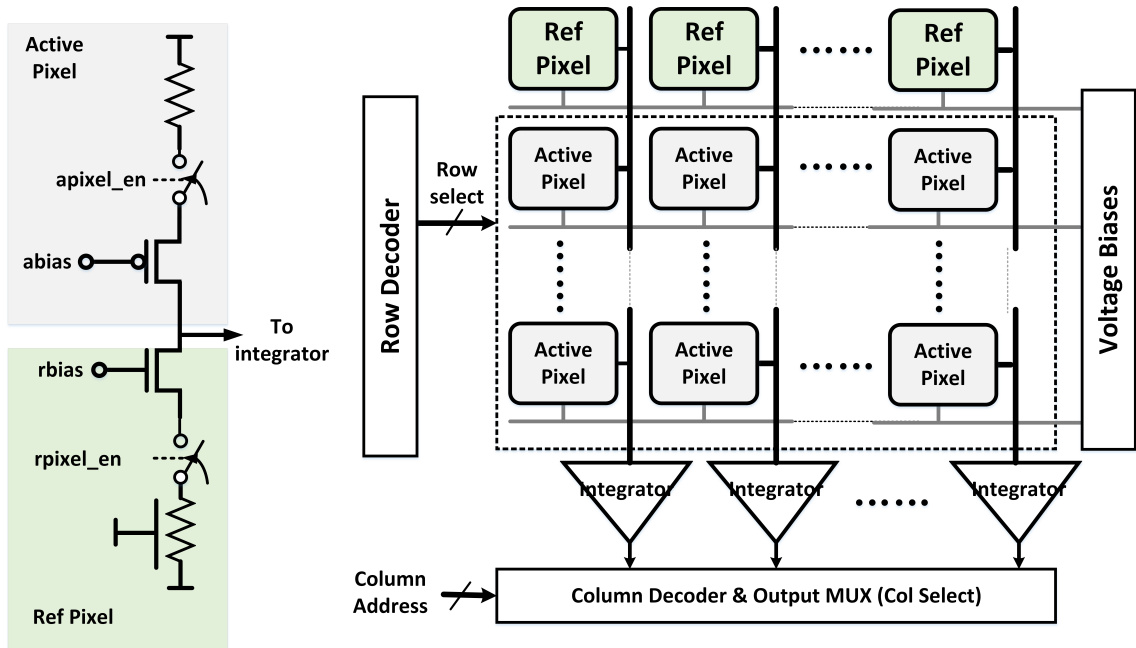 Active
Pixel
apixel_en
abias
To
integrator
rbias
rpixel_en
Ref Pixel
Row Decoder
Row
select
Ref
Pixel
Ref
Pixel
Ref
Pixel
Active
Pixel
Active
Pixel
Active
Pixel
Active
Pixel
Active
Pixel
Active
Pixel
Voltage Biases
Integrator
Integrator
Integrator
Column
Address
Column Decoder & Output MUX (Col Select)